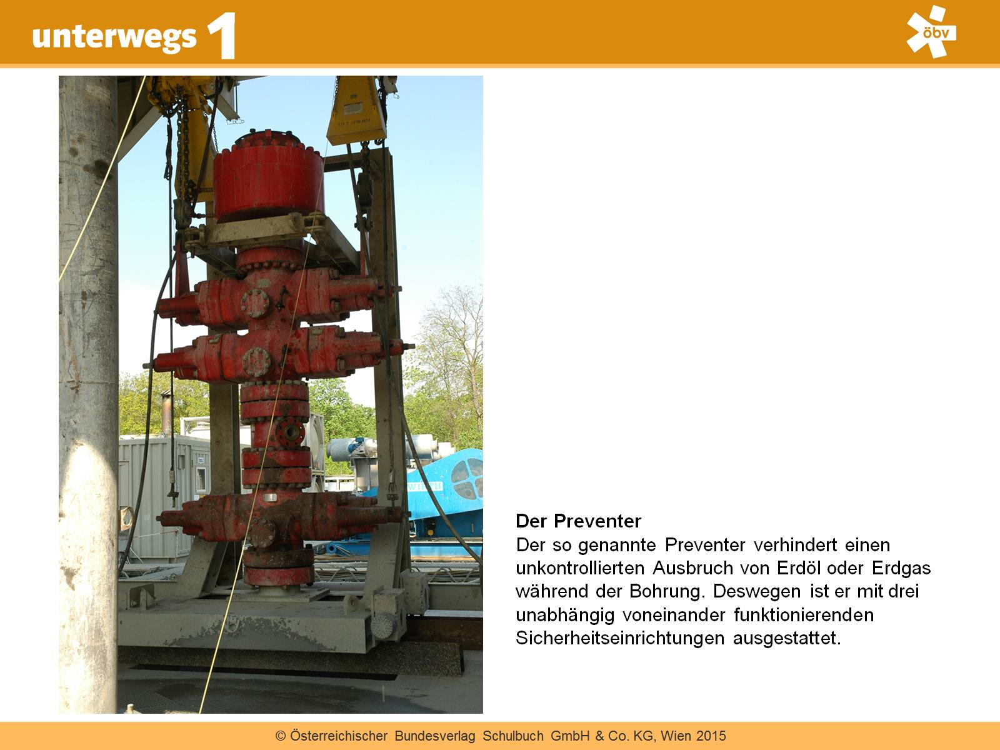 unterwegs 1
öbv
WIRTH
Der Preventer
Der so genannte Preventer verhindert einen
unkontrollierten Ausbruch von Erdöl oder Erdgas
während der Bohrung. Deswegen ist er mit drei
unabhängig voneinander funktionierenden
Sicherheitseinrichtungen ausgestattet.
© Österreichischer Bundesverlag Schulbuch GmbH & Co. KG, Wien 2015